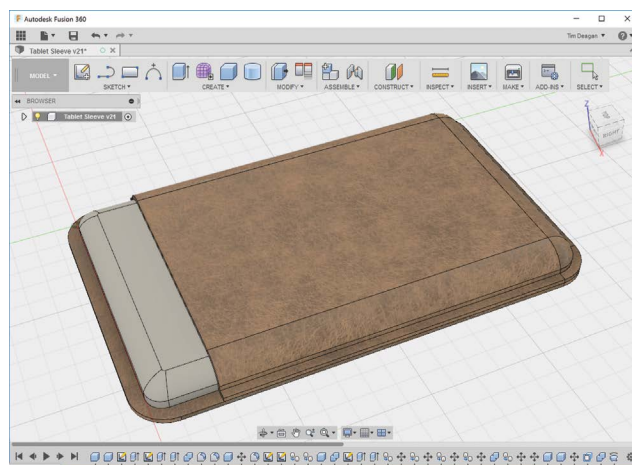 Autodesk Fusion 360
Tim Deagan
Tablet Sleeve v21*
MODEL
SKETCH CREATE MODIFY ASSEMBLE CONSTRUCT INSPECT INSERT MAKE ADD-INS SELECT
BROWSER
Tablet Sleeve v21
Z
RIGHT
X